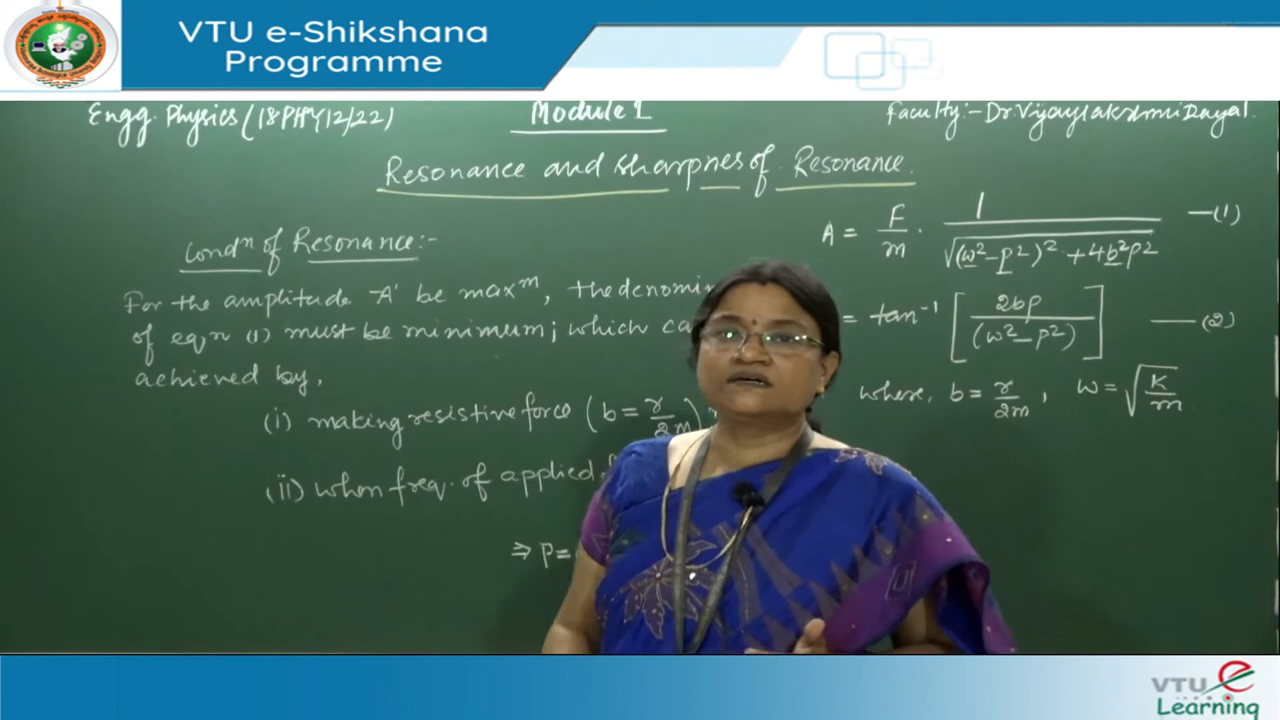 VTU e-Shikshana
Programme
Engg. Physics (18PHY12/22)
Module 1
Faculty:- Dr. Vijaylakshmi Dayal.
Resonance and sharpnes of Resonance.
Condⁿ of Resonance:-
For the amplitude 'A' be maxᵐ, the denomi
of eqn (1) must be minimum; which ca
achieved by,
(i) making resistive force (b = r/2m)
(ii) when freq. of applied
⇒ P =
A = F/m · 1/√((ω²-P²)² + 4b²P²) —(1)
= tan⁻¹ [2bp/(ω²-P²)] —(2)
where, b = r/2m, ω = √(K/m)
VTU e
Learning